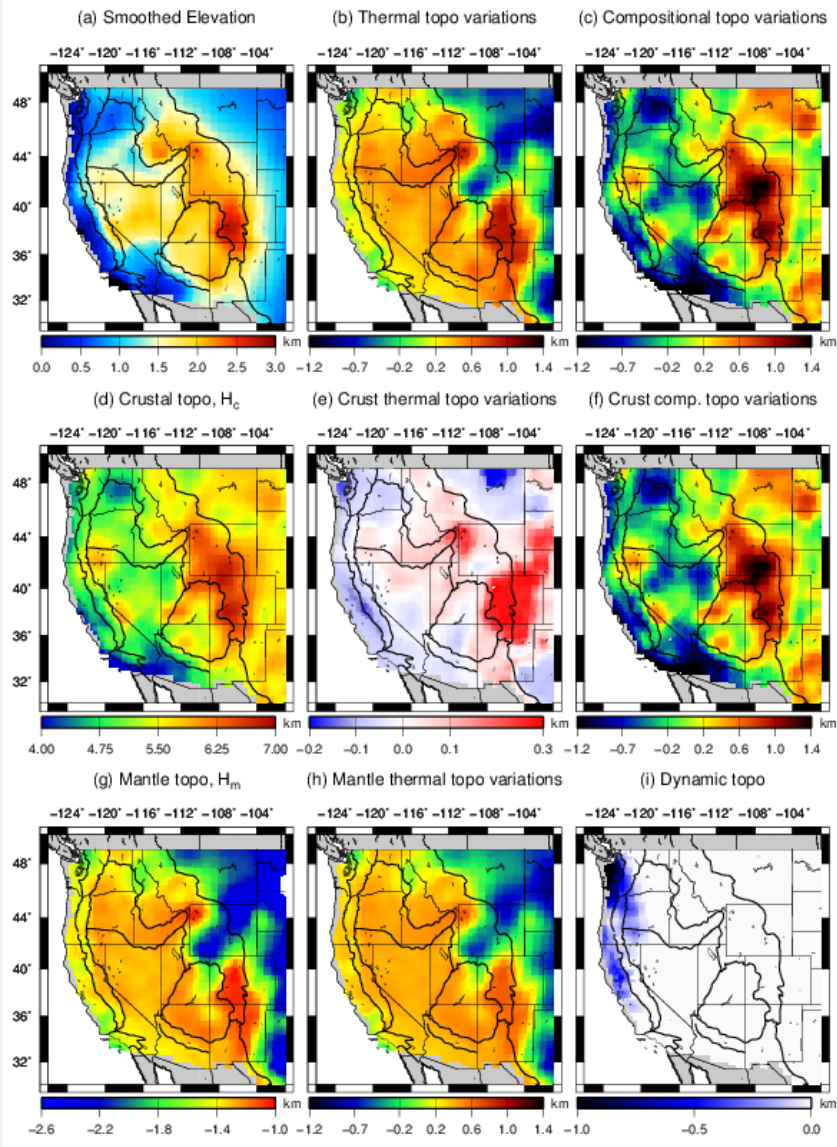 (a) Smoothed Elevation (b) Thermal topo variations (c) Compositional topo variations
−124° −120° −116° −112° −108° −104° −124° −120° −116° −112° −108° −104° −124° −120° −116° −112° −108° −104°
48°
44°
40°
36°
32°
km km km
0.0 0.5 1.0 1.5 2.0 2.5 3.0 −1.2 −0.7 −0.2 0.2 0.6 1.0 1.4 −1.2 −0.7 −0.2 0.2 0.6 1.0 1.4
(d) Crustal topo, Hc (e) Crust thermal topo variations (f) Crust comp. topo variations
−124° −120° −116° −112° −108° −104° −124° −120° −116° −112° −108° −104° −124° −120° −116° −112° −108° −104°
48°
44°
40°
36°
32°
km km km
4.00 4.75 5.50 6.25 7.00 −0.2 −0.1 0.0 0.1 0.3 −1.2 −0.7 −0.2 0.2 0.6 1.0 1.4
(g) Mantle topo, Hm (h) Mantle thermal topo variations (i) Dynamic topo
−124° −120° −116° −112° −108° −104° −124° −120° −116° −112° −108° −104° −124° −120° −116° −112° −108° −104°
48°
44°
40°
36°
32°
km km km
−2.6 −2.2 −1.8 −1.4 −1.0 −1.2 −0.7 −0.2 0.2 0.6 1.0 1.4 −1.0 −0.5 0.0